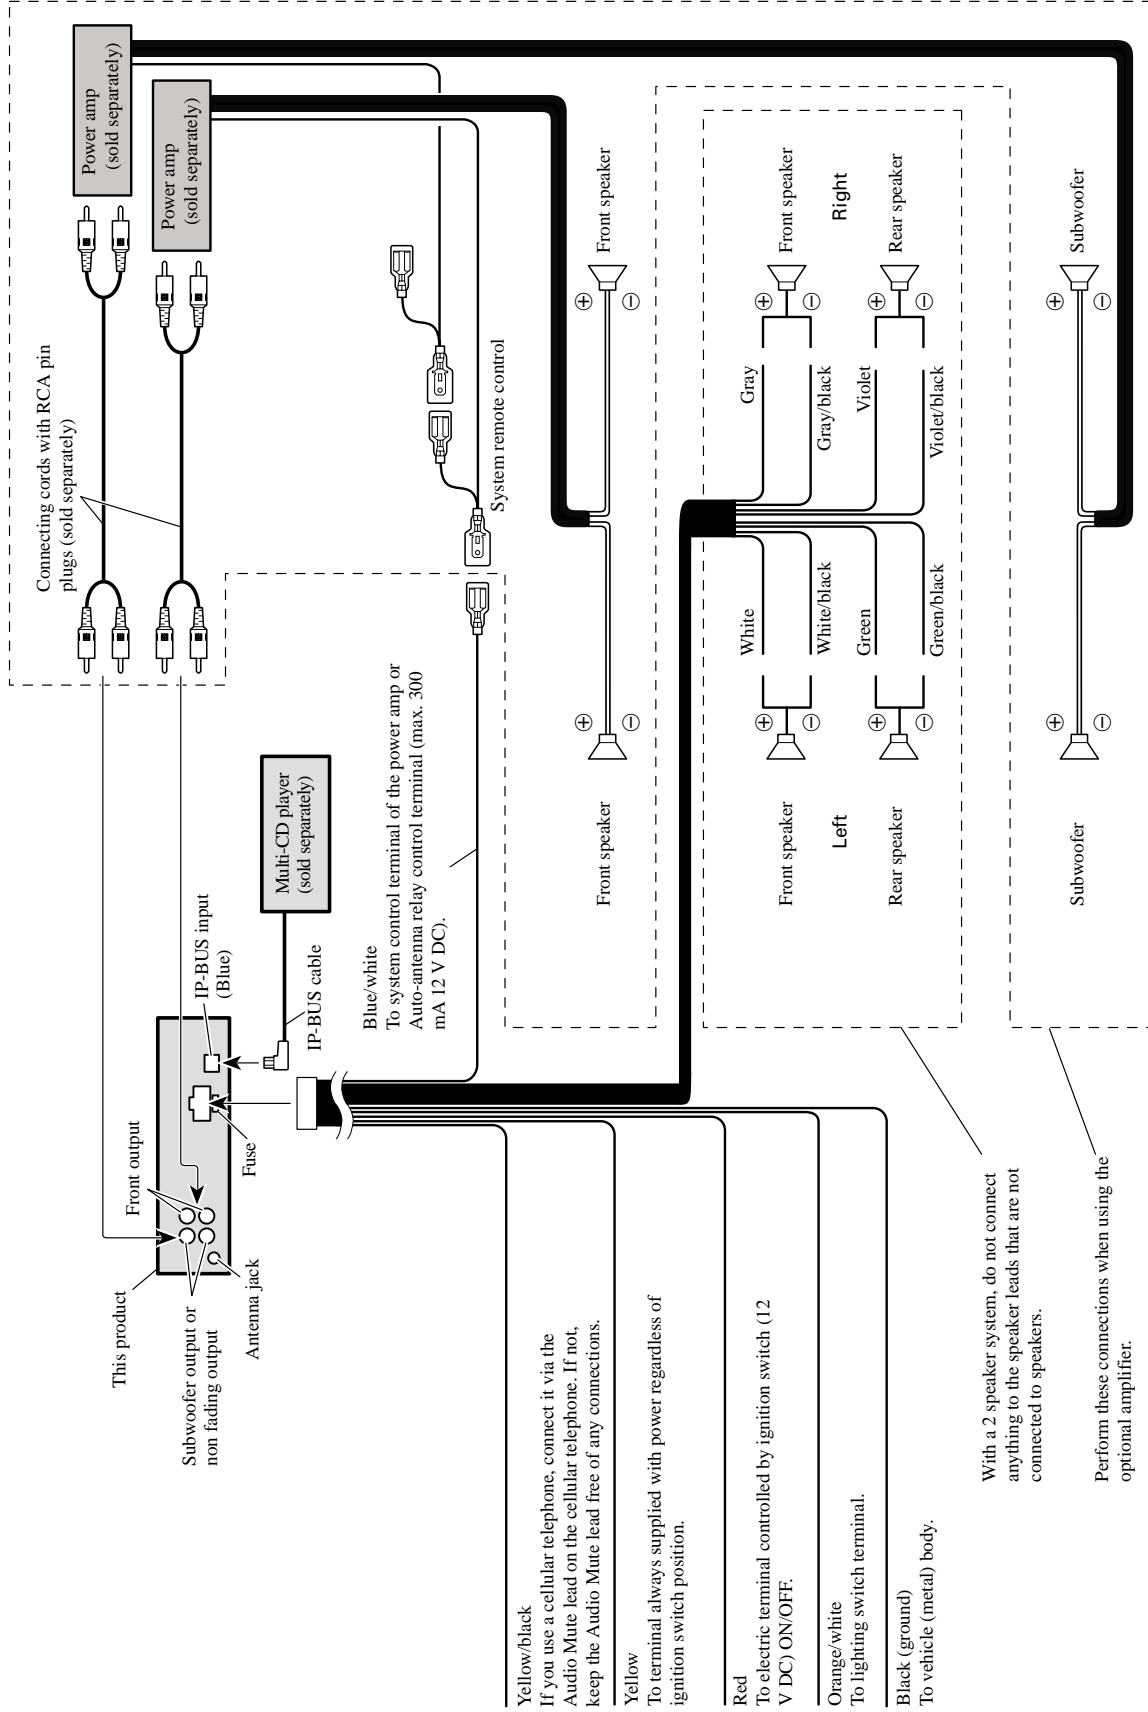 This product
Subwoofer output or
non fading output
Antenna jack
Front output
Fuse
IP-BUS input
(Blue)
IP-BUS cable
Multi-CD player
(sold separately)
Connecting cords with RCA pin
plugs (sold separately)
Power amp
(sold separately)
Power amp
(sold separately)
Blue/white
To system control terminal of the power amp or
Auto-antenna relay control terminal (max. 300
mA 12 V DC).
System remote control
Yellow/black
If you use a cellular telephone, connect it via the
Audio Mute lead on the cellular telephone. If not,
keep the Audio Mute lead free of any connections.
Yellow
To terminal always supplied with power regardless of
ignition switch position.
Red
To electric terminal controlled by ignition switch (12
V DC) ON/OFF.
Orange/white
To lighting switch terminal.
Black (ground)
To vehicle (metal) body.
Front speaker
⊕
⊖
⊕
⊖
Front speaker
Front speaker
Left
Rear speaker
⊕
⊖
⊕
⊖
White
White/black
Green
Green/black
Gray
Gray/black
Violet
Violet/black
⊕
⊖
⊕
⊖
Front speaker
Right
Rear speaker
Subwoofer
⊕
⊖
⊕
⊖
Subwoofer
With a 2 speaker system, do not connect
anything to the speaker leads that are not
connected to speakers.
Perform these connections when using the
optional amplifier.